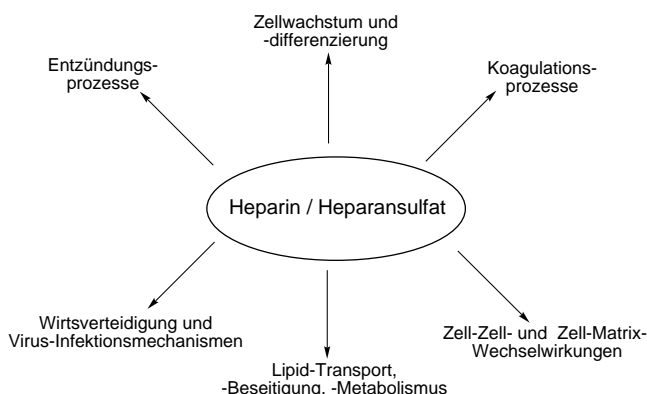 Zellwachstum und
-differenzierung
Entzündungs-
prozesse
Koagulations-
prozesse
Heparin / Heparansulfat
Wirtsverteidigung und
Virus-Infektionsmechanismen
Zell-Zell- und Zell-Matrix-
Wechselwirkungen
Lipid-Transport,
-Beseitigung, -Metabolismus